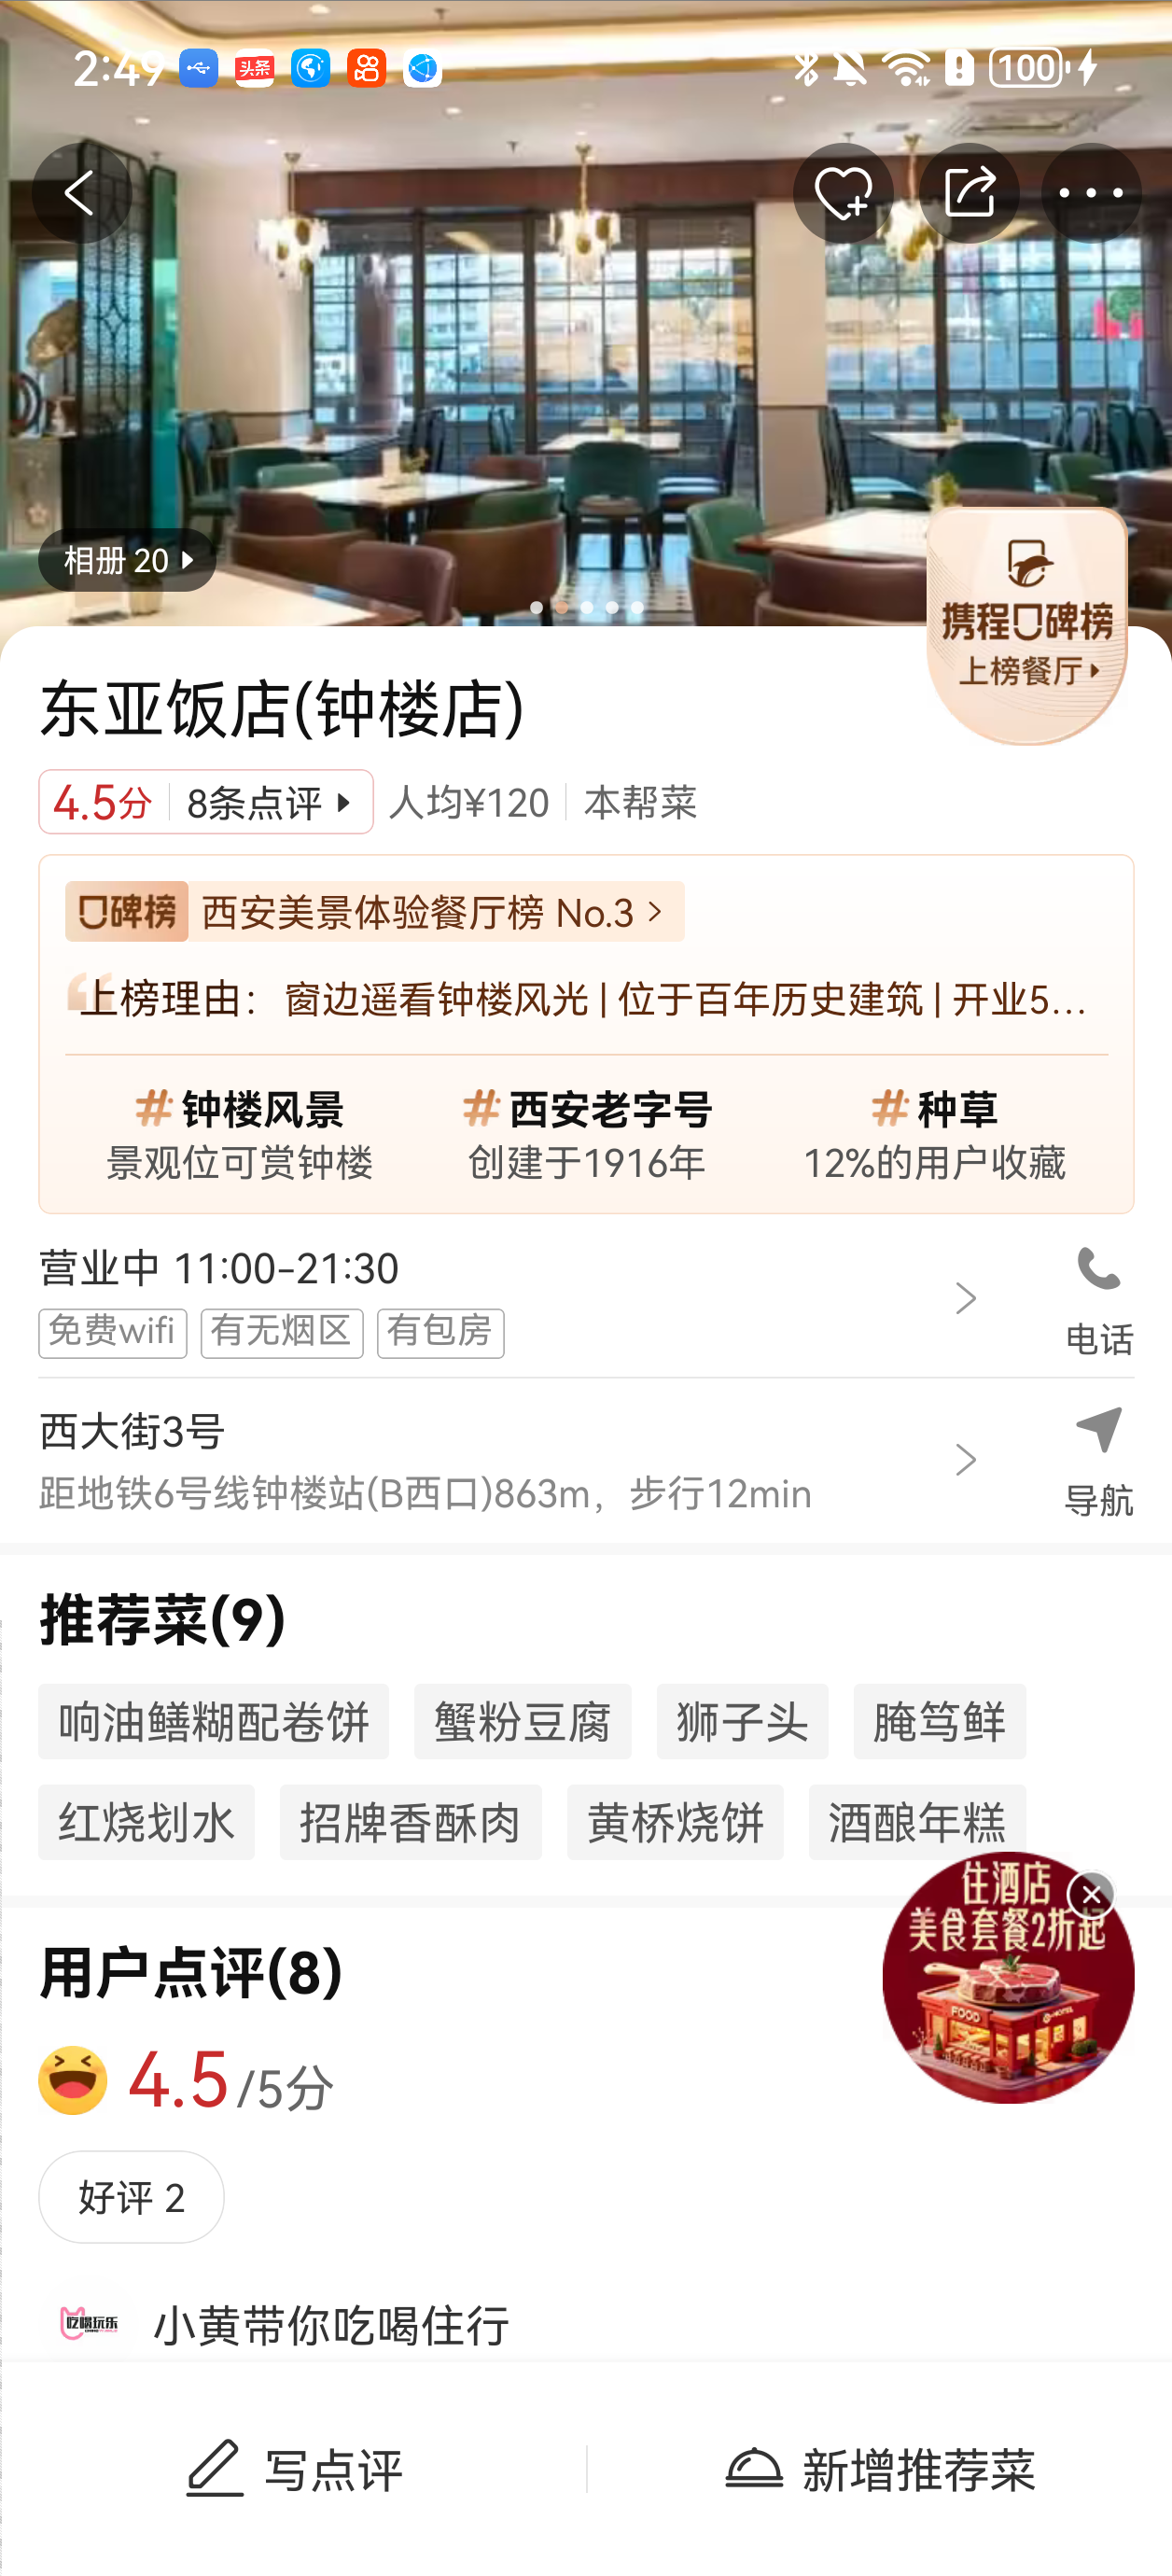 2:49
头条
100
相册 20
携程口碑榜
上榜餐厅
东亚饭店(钟楼店)
4.5分 8条点评 人均¥120 本帮菜
口碑榜 西安美景体验餐厅榜 No.3
上榜理由：窗边遥看钟楼风光 | 位于百年历史建筑 | 开业5...
#钟楼风景 #西安老字号 #种草
景观位可赏钟楼 创建于1916年 12%的用户收藏
营业中 11:00-21:30
免费wifi 有无烟区 有包房
电话
西大街3号
距地铁6号线钟楼站(B西口)863m，步行12min
导航
推荐菜(9)
响油鳝糊配卷饼 蟹粉豆腐 狮子头 腌笃鲜
红烧划水 招牌香酥肉 黄桥烧饼 酒酿年糕
住酒店
美食套餐2折起
FOOD
HOTEL
用户点评(8)
4.5/5分
好评 2
吃喝玩乐
小黄带你吃喝住行
写点评 新增推荐菜